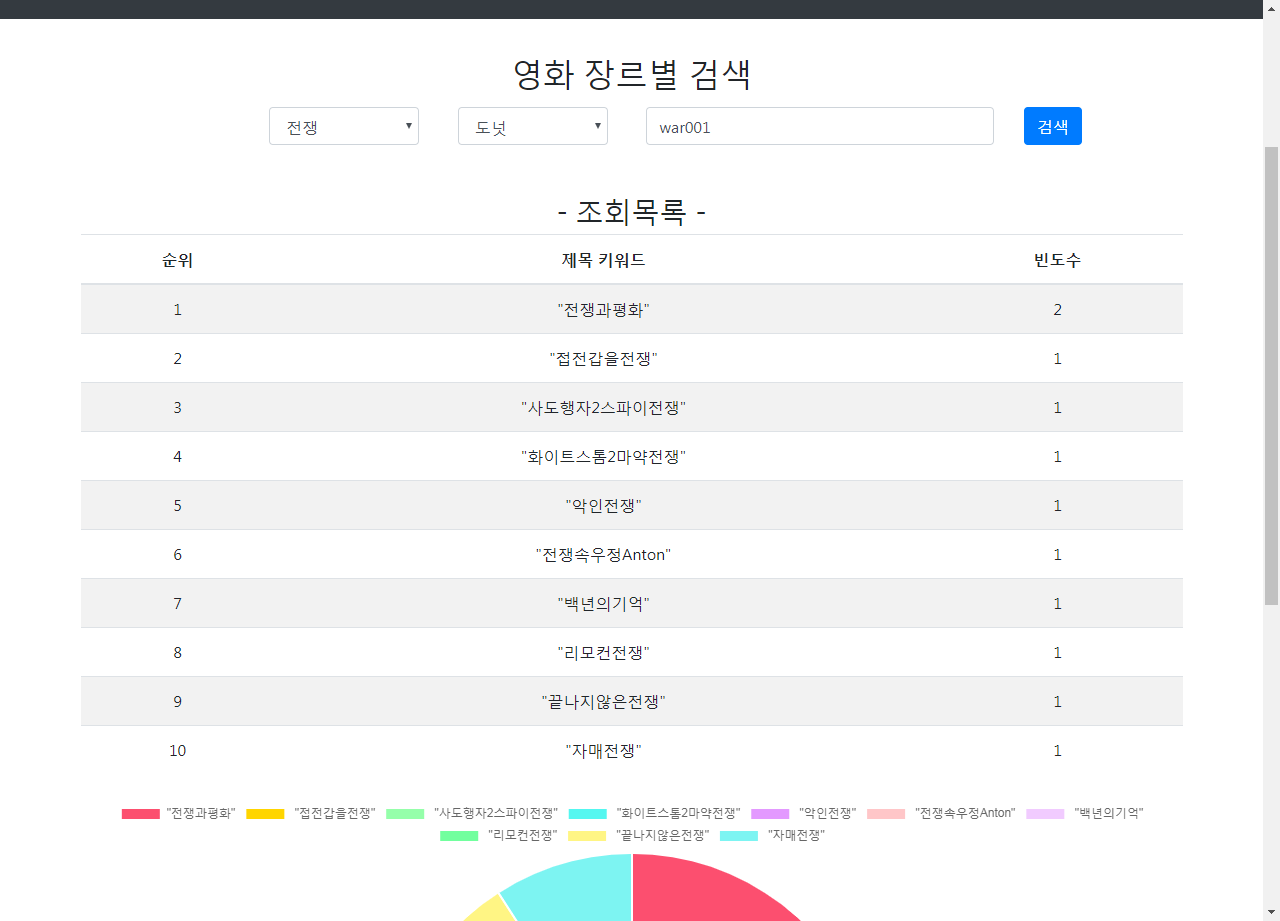 영화 장르별 검색
전쟁 도넛 war001 검색
- 조회목록 -
순위 제목 키워드 빈도수
1 "전쟁과평화" 2
2 "접전갑을전쟁" 1
3 "사도행자2스파이전쟁" 1
4 "화이트스톰2마약전쟁" 1
5 "악인전쟁" 1
6 "전쟁속우정Anton" 1
7 "백년의기억" 1
8 "리모컨전쟁" 1
9 "끝나지않은전쟁" 1
10 "자매전쟁" 1
"전쟁과평화" "접전갑을전쟁" "사도행자2스파이전쟁" "화이트스톰2마약전쟁" "악인전쟁" "전쟁속우정Anton" "백년의기억"
"리모컨전쟁" "끝나지않은전쟁" "자매전쟁"